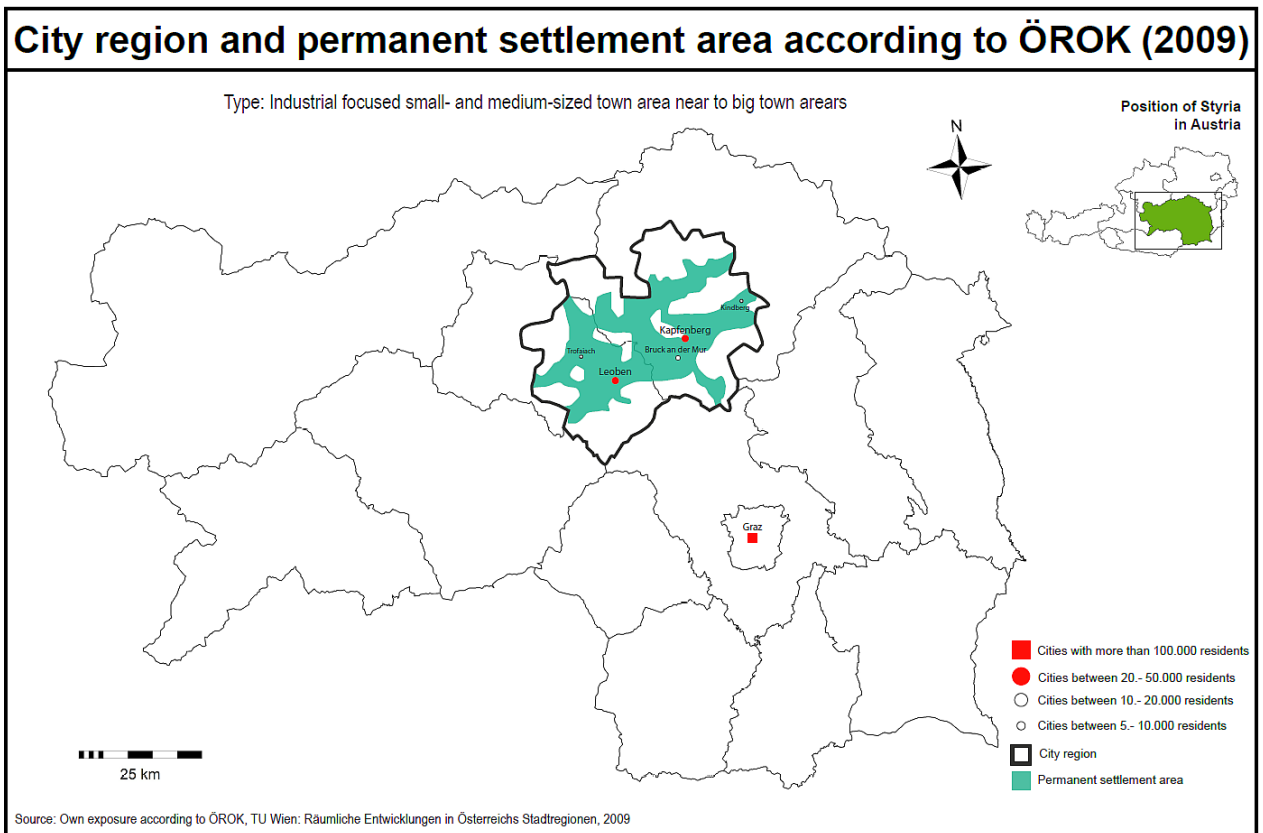 City region and permanent settlement area according to ÖROK (2009)
Type: Industrial focused small- and medium-sized town area near to big town arears
Position of Styria
in Austria
N
Kindberg
Kapfenberg
Bruck an der Mur
Trofaiach
Leoben
Graz
Cities with more than 100.000 residents
Cities between 20.- 50.000 residents
Cities between 10.- 20.000 residents
Cities between 5.- 10.000 residents
City region
Permanent settlement area
25 km
Source: Own exposure according to ÖROK, TU Wien: Räumliche Entwicklungen in Österreichs Stadtregionen, 2009